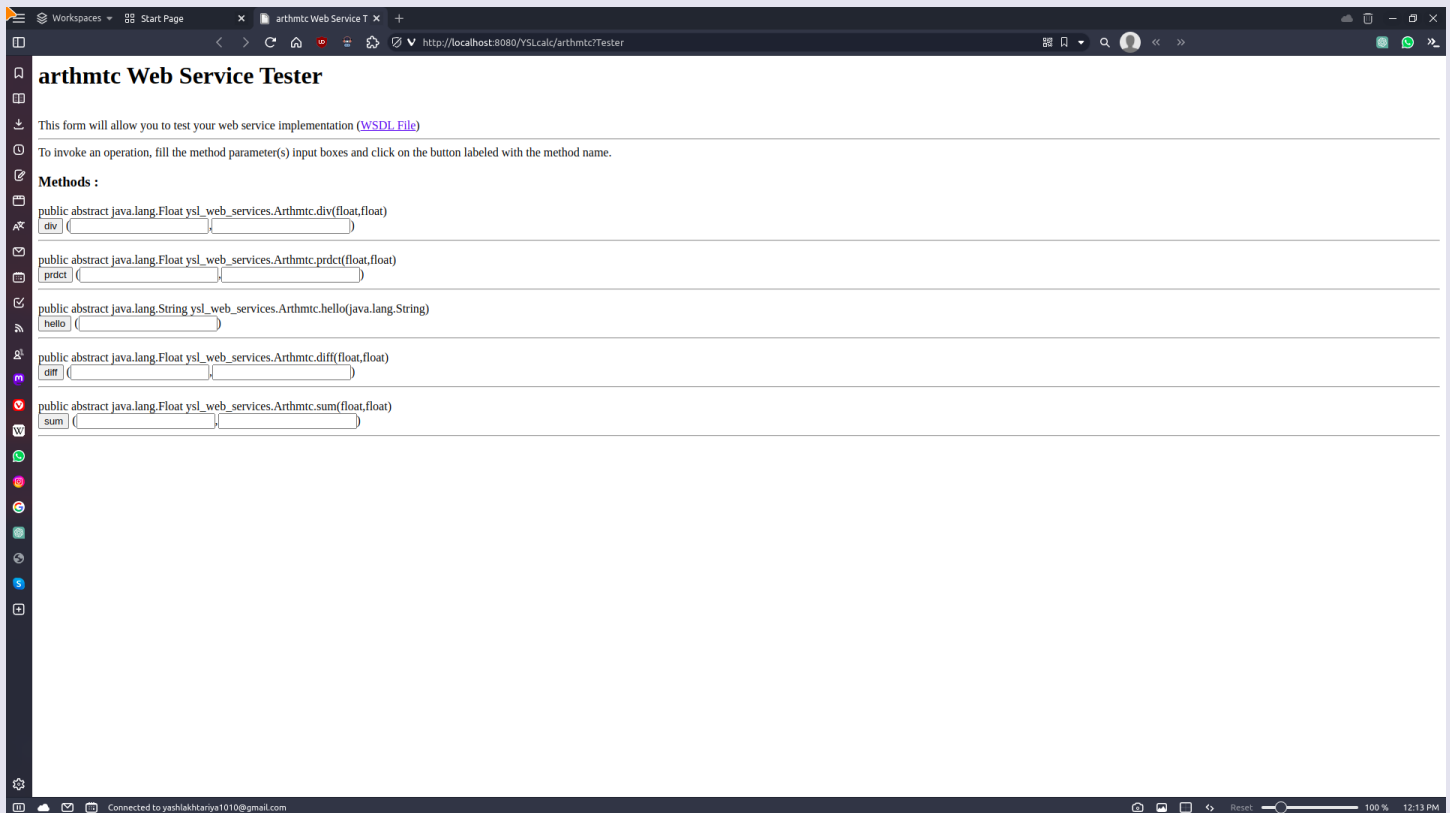 Workspaces Start Page arthmtc Web Service T
http://localhost:8080/YSLcalc/arthmtc?Tester
arthmtc Web Service Tester
This form will allow you to test your web service implementation (WSDL File)
To invoke an operation, fill the method parameter(s) input boxes and click on the button labeled with the method name.
Methods :
public abstract java.lang.Float ysl_web_services.Arthmtc.div(float,float)
div ( , )
public abstract java.lang.Float ysl_web_services.Arthmtc.prdct(float,float)
prdct ( , )
public abstract java.lang.String ysl_web_services.Arthmtc.hello(java.lang.String)
hello ( )
public abstract java.lang.Float ysl_web_services.Arthmtc.diff(float,float)
diff ( , )
public abstract java.lang.Float ysl_web_services.Arthmtc.sum(float,float)
sum ( , )
Connected to yashlakhtariya1010@gmail.com Reset 100 % 12:13 PM